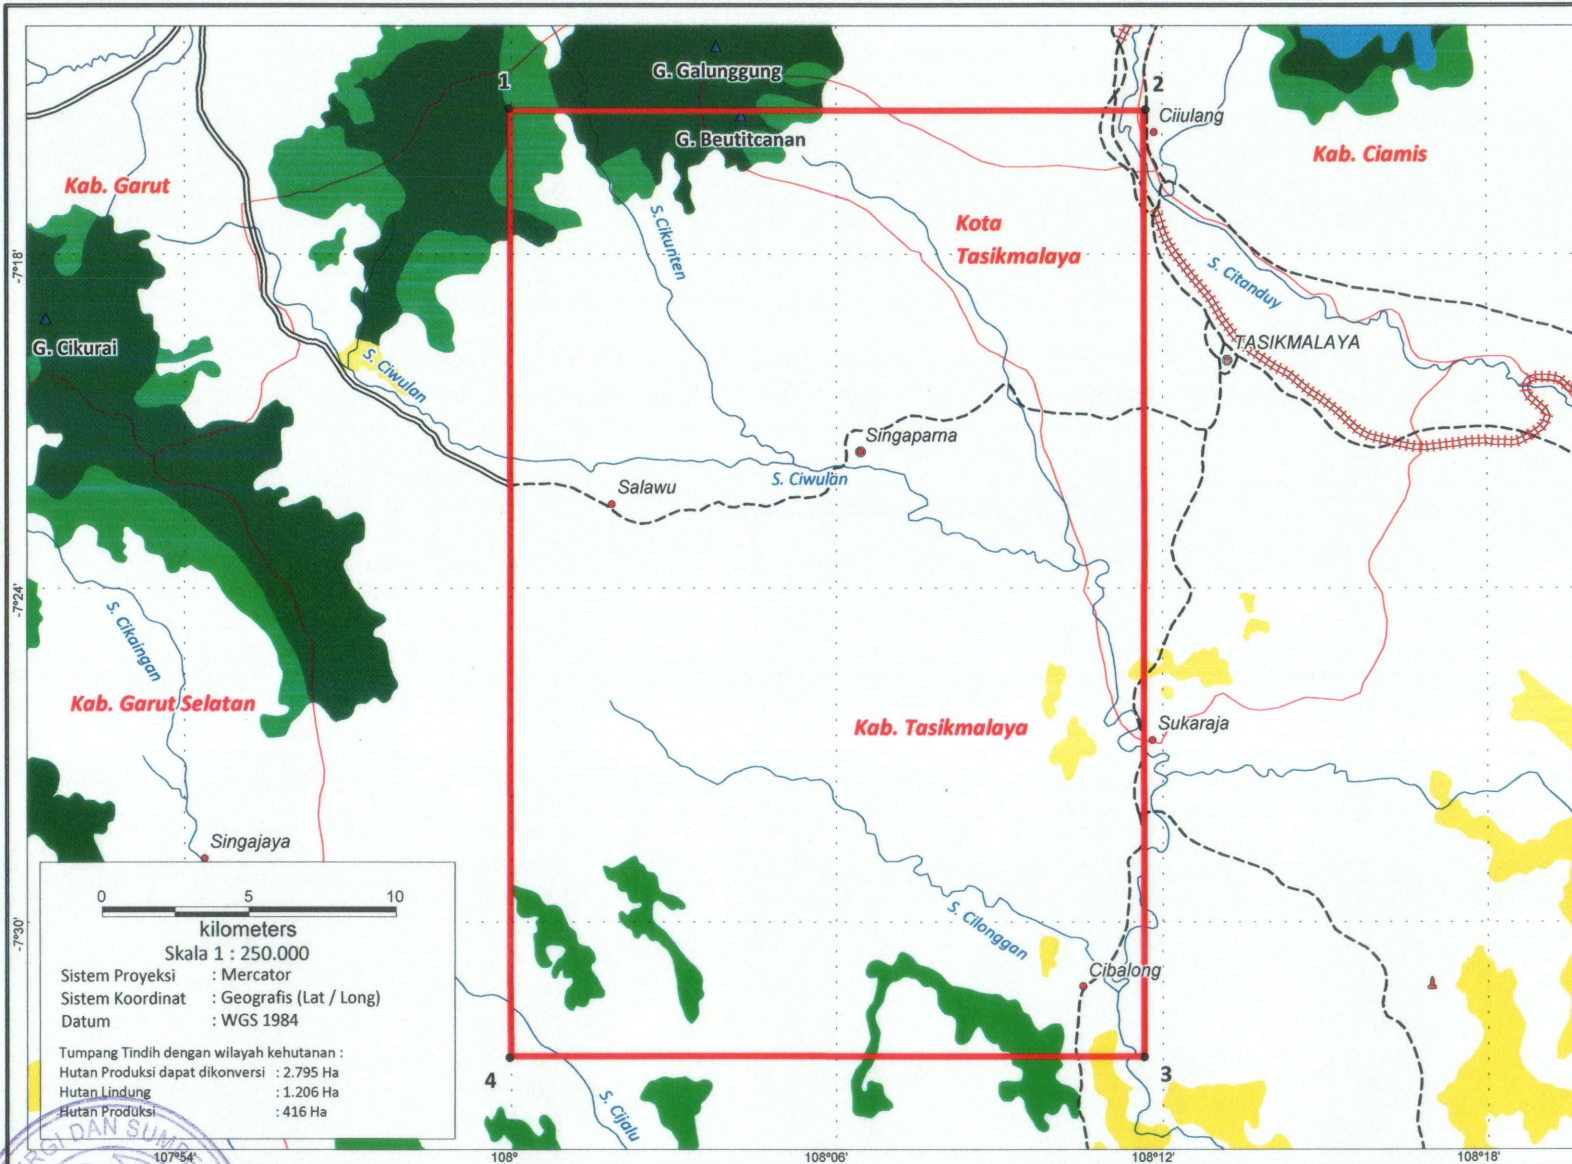 G. Galunggung
1
2
Ciiulang
G. Beutitcanan
Kab. Ciamis
Kab. Garut
S.Cikunten
Kota
Tasikmalaya
-7°18'
S. Citanduy
G. Cikurai
TASIKMALAYA
S. Ciwulan
Singaparna
S. Ciwulan
Salawu
-7°24'
S. Cikaingan
Kab. Garut Selatan
Kab. Tasikmalaya
Sukaraja
Singajaya
0 5 10
kilometers
Skala 1 : 250.000
Sistem Proyeksi : Mercator
Sistem Koordinat : Geografis (Lat / Long)
Datum : WGS 1984
Tumpang Tindih dengan wilayah kehutanan :
Hutan Produksi dapat dikonversi : 2.795 Ha
Hutan Lindung : 1.206 Ha
Hutan Produksi : 416 Ha
-7°30'
S. Cilonggan
Cibalong
4
3
S. Cijalu
107°54'
108°
108°06'
108°12'
108°18'